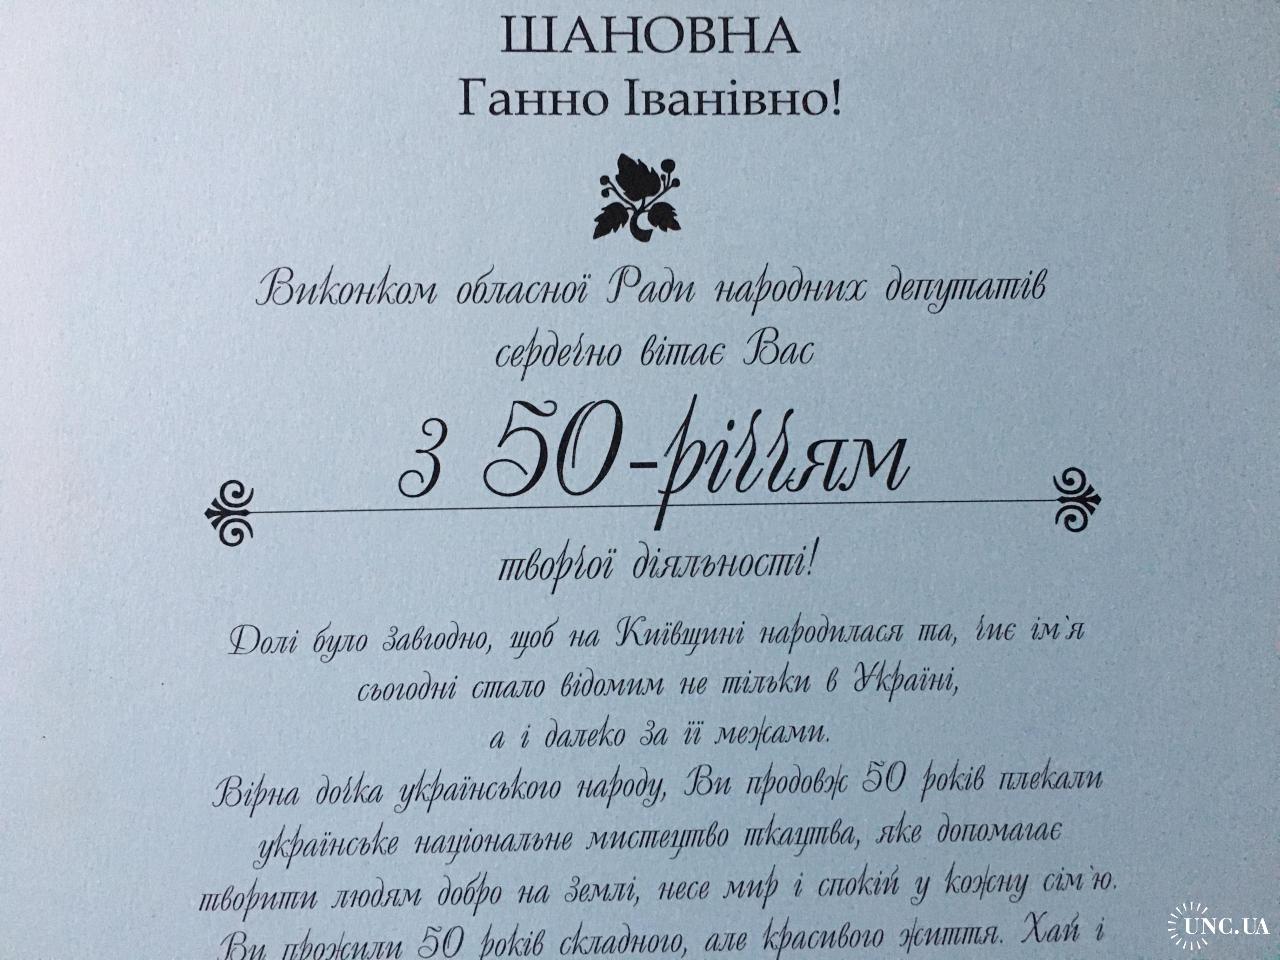 ШАНОВНА
Ганно Іванівно!
Виконком обласної Ради народних депутатів
сердечно вітає Вас
з 50-річчям
творчої діяльності!
Долі було завгодно, щоб на Київщині народилася та, чиє ім`я
сьогодні стало відомим не тільки в Україні,
а і далеко за її межами.
Вірна дочка українського народу, Ви продовж 50 років плекали
українське національне мистецтво ткацтва, яке допомагає
творити людям добро на землі, несе мир і спокій у кожну сім`ю.
Ви прожили 50 років складного, але красивого життя. Хай і
UNC.UA